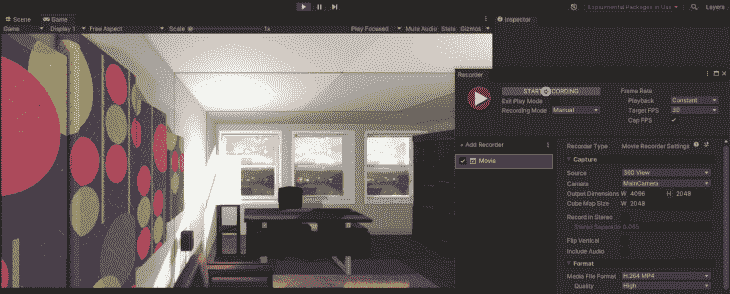 Experimental Packages in Use
Layers
Scene
Game
Inspector
Game
Display 1
Free Aspect
Scale
1x
Play Focused
Mute Audio
Stats
Gizmos
Recorder
START RECORDING
Exit Play Mode
Recording Mode
Manual
Frame Rate
Playback
Constant
Target FPS
30
Cap FPS
+ Add Recorder
Movie
Recorder Type
Movie Recorder Settings
Capture
Source
360 View
Camera
MainCamera
Output Dimensions
W 4096
H 2048
Cube Map Size
W 2048
Record in Stereo
Stereo Separation 0.065
Flip Vertical
Include Audio
Format
Media File Format
H.264 MP4
Quality
High